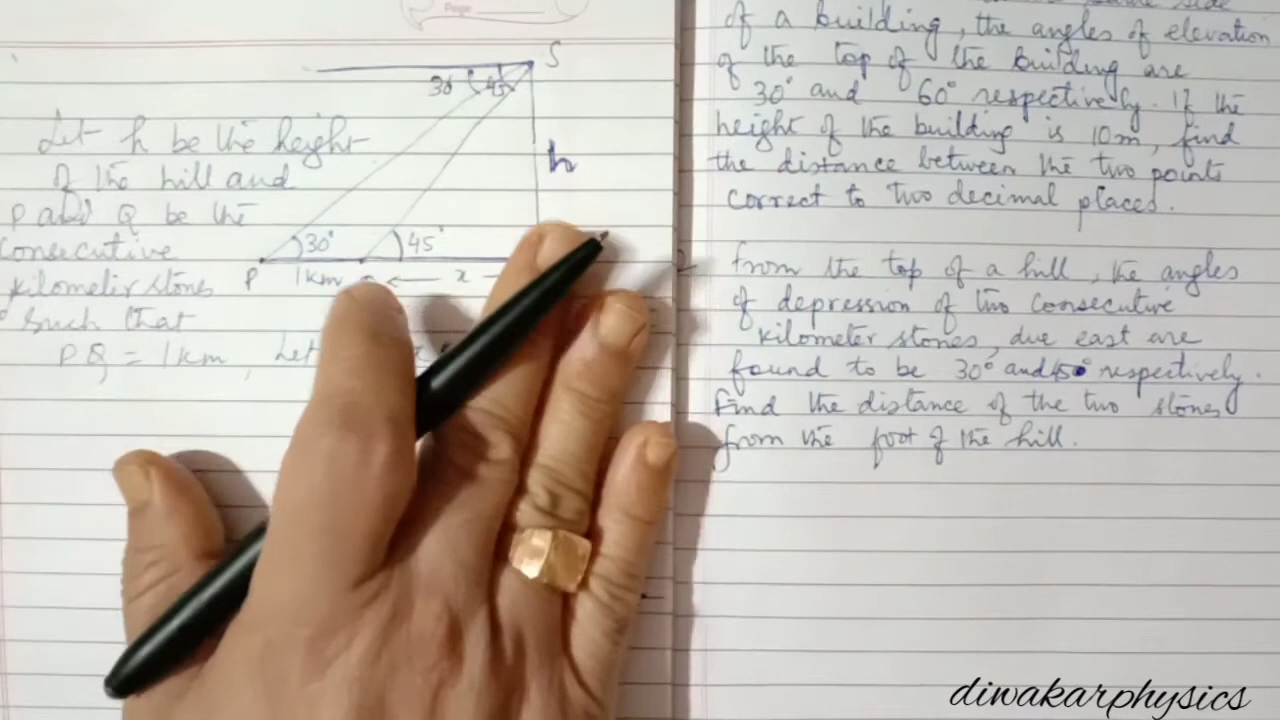 Page
S
30° 45°
h
Let h be the height
of the hill and
P and Q be the
consecutive
kilometer stones
such that
PQ = 1km, Let
30° 45°
P 1km x
of a building, the angles of elevation
of the top of the building are
30° and 60° respectively. If the
height of the building is 10m, find
the distance between the two points
correct to two decimal places.
from the top of a hill, the angles
of depression of two consecutive
kilometer stones, due east are
found to be 30° and 45° respectively.
Find the distance of the two stones
from the foot of the hill.
diwakarphysics